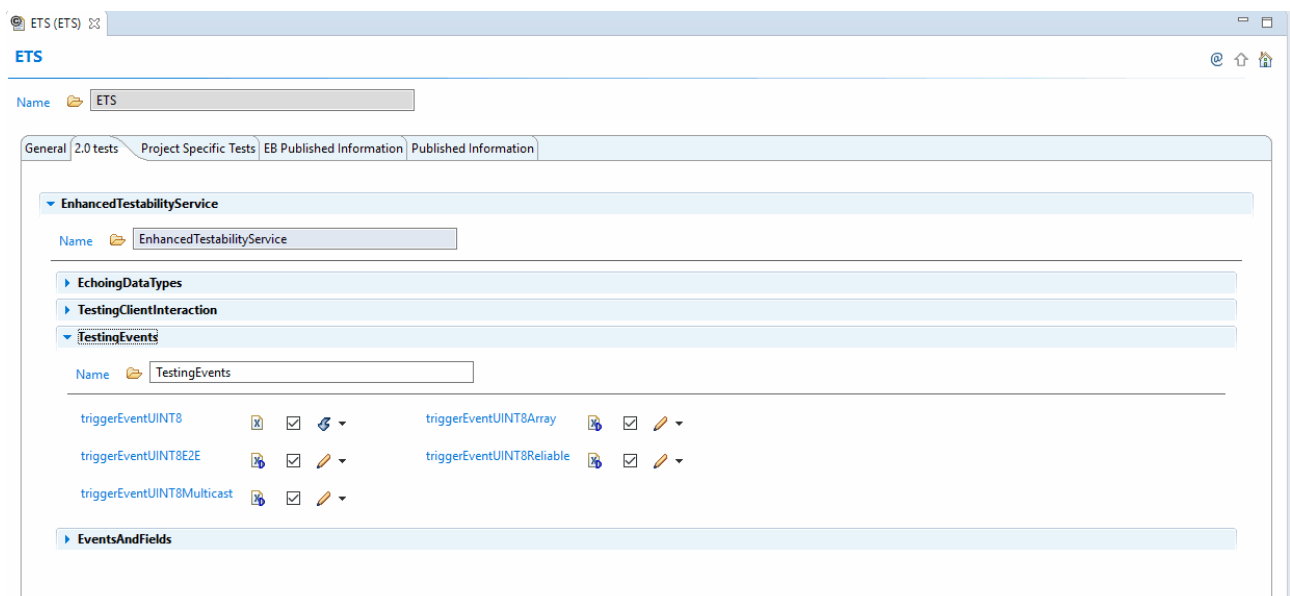 ETS (ETS)
ETS
Name ETS
General 2.0 tests Project Specific Tests EB Published Information Published Information
EnhancedTestabilityService
Name EnhancedTestabilityService
EchoingDataTypes
TestingClientInteraction
TestingEvents
Name TestingEvents
triggerEventUINT8 triggerEventUINT8Array
triggerEventUINT8E2E triggerEventUINT8Reliable
triggerEventUINT8Multicast
EventsAndFields